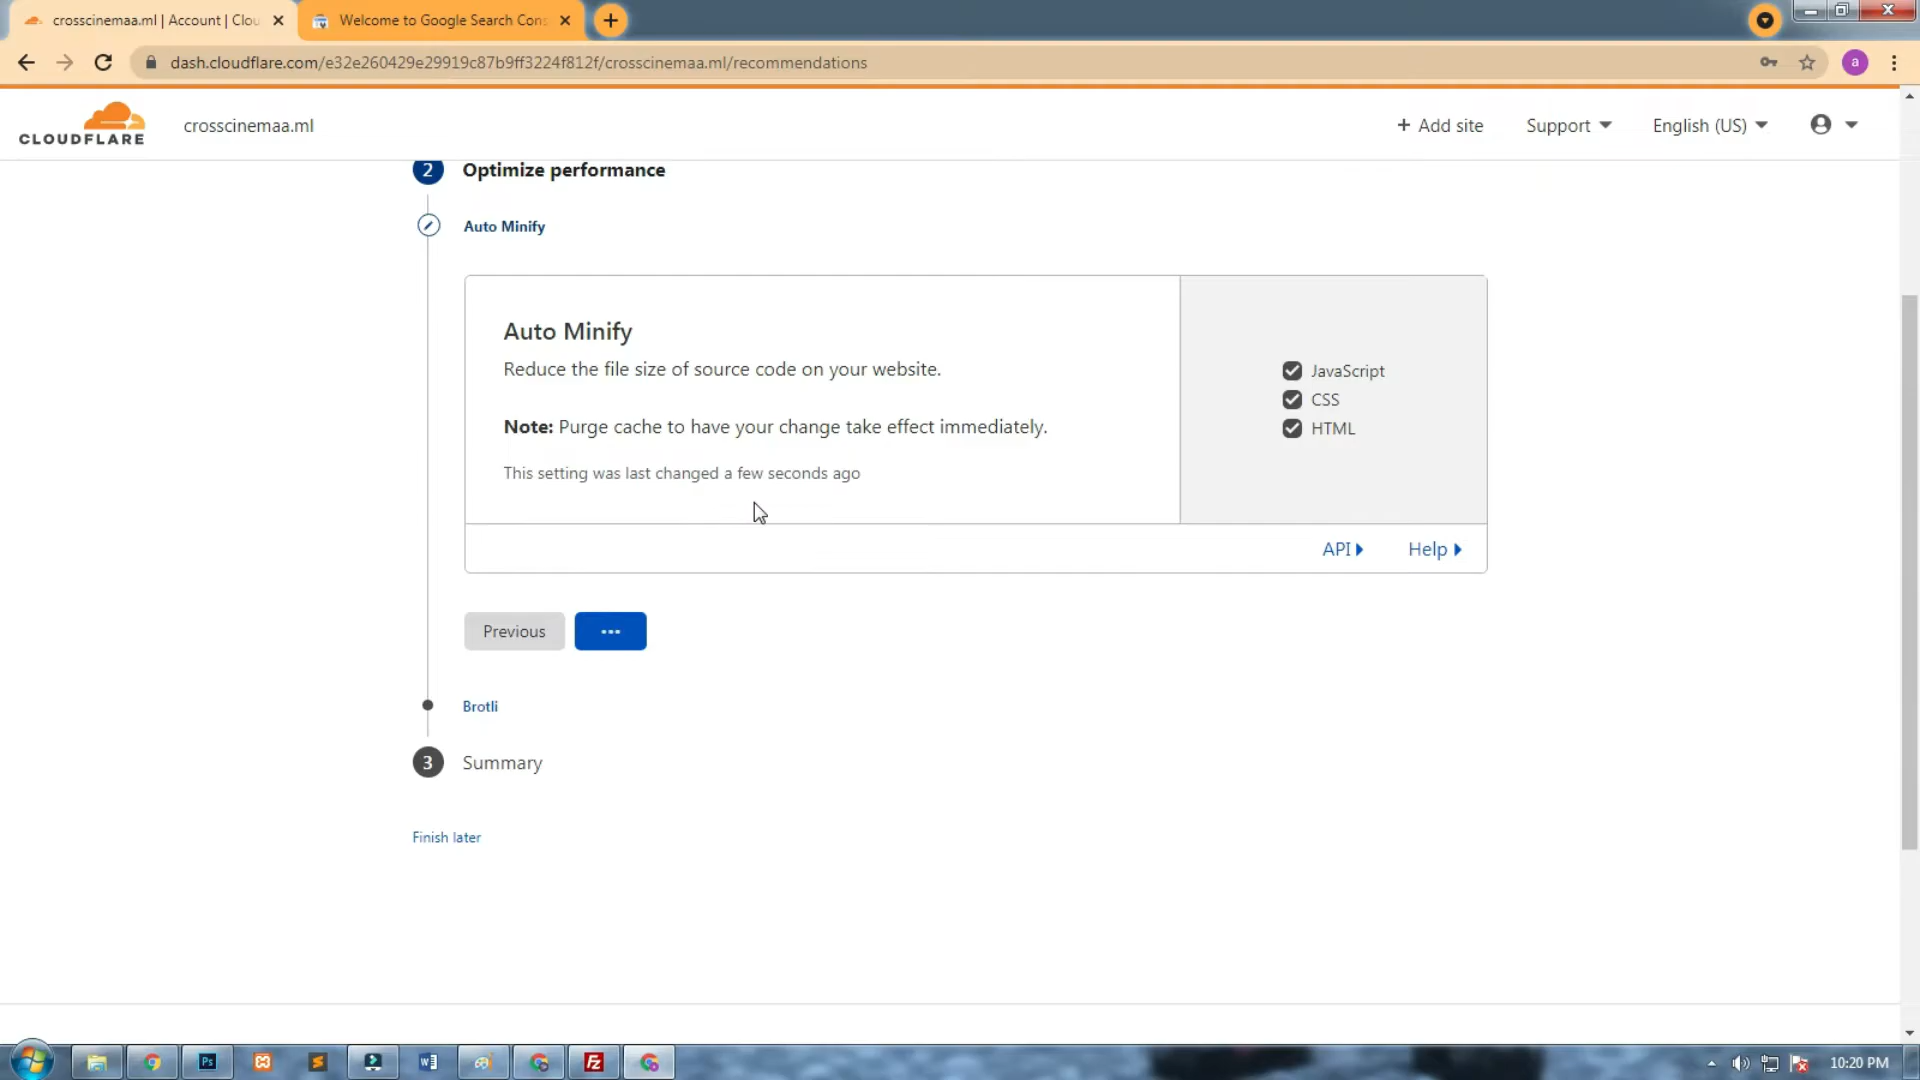 crosscinemaa.ml | Account | Clou
Welcome to Google Search Cons
dash.cloudflare.com/e32e260429e29919c87b9ff3224f812f/crosscinemaa.ml/recommendations
a
CLOUDFLARE
crosscinemaa.ml
+ Add site
Support
English (US)
2 Optimize performance
Auto Minify
Auto Minify
Reduce the file size of source code on your website.
Note: Purge cache to have your change take effect immediately.
This setting was last changed a few seconds ago
JavaScript
CSS
HTML
API
Help
Previous
...
Brotli
3 Summary
Finish later
Ps
10:20 PM